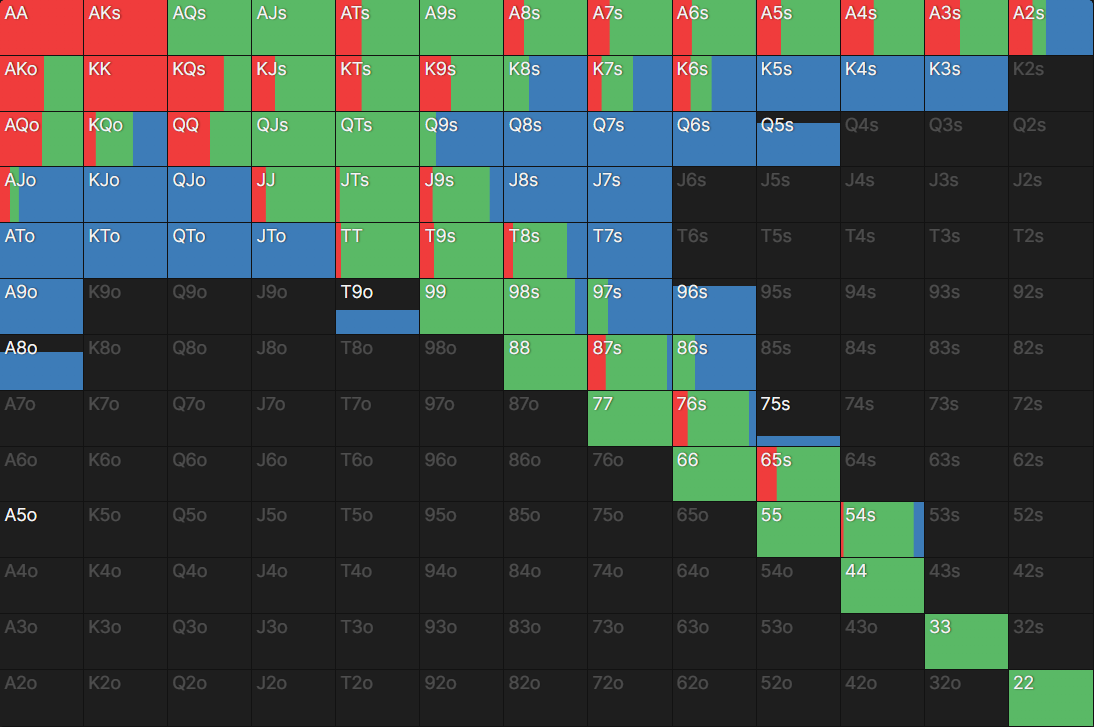 AA AKs AQs AJs ATs A9s A8s A7s A6s A5s A4s A3s A2s
AKo KK KQs KJs KTs K9s K8s K7s K6s K5s K4s K3s K2s
AQo KQo QQ QJs QTs Q9s Q8s Q7s Q6s Q5s Q4s Q3s Q2s
AJo KJo QJo JJ JTs J9s J8s J7s J6s J5s J4s J3s J2s
ATo KTo QTo JTo TT T9s T8s T7s T6s T5s T4s T3s T2s
A9o K9o Q9o J9o T9o 99 98s 97s 96s 95s 94s 93s 92s
A8o K8o Q8o J8o T8o 98o 88 87s 86s 85s 84s 83s 82s
A7o K7o Q7o J7o T7o 97o 87o 77 76s 75s 74s 73s 72s
A6o K6o Q6o J6o T6o 96o 86o 76o 66 65s 64s 63s 62s
A5o K5o Q5o J5o T5o 95o 85o 75o 65o 55 54s 53s 52s
A4o K4o Q4o J4o T4o 94o 84o 74o 64o 54o 44 43s 42s
A3o K3o Q3o J3o T3o 93o 83o 73o 63o 53o 43o 33 32s
A2o K2o Q2o J2o T2o 92o 82o 72o 62o 52o 42o 32o 22